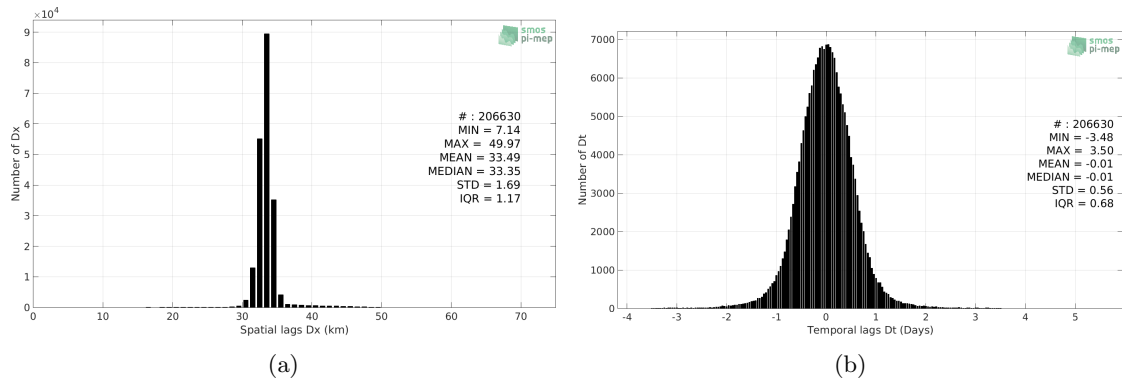 ×10⁴
9
8
7
6
5
4
3
2
1
0
Number of Dx
smos
pi-mep
# : 206630
MIN = 7.14
MAX = 49.97
MEAN = 33.49
MEDIAN = 33.35
STD = 1.69
IQR = 1.17
0 10 20 30 40 50 60 70
Spatial lags Dx (km)
(a)
7000
6000
5000
4000
3000
2000
1000
0
Number of Dt
smos
pi-mep
# : 206630
MIN = -3.48
MAX = 3.50
MEAN = -0.01
MEDIAN = -0.01
STD = 0.56
IQR = 0.68
-4 -3 -2 -1 0 1 2 3 4 5
Temporal lags Dt (Days)
(b)